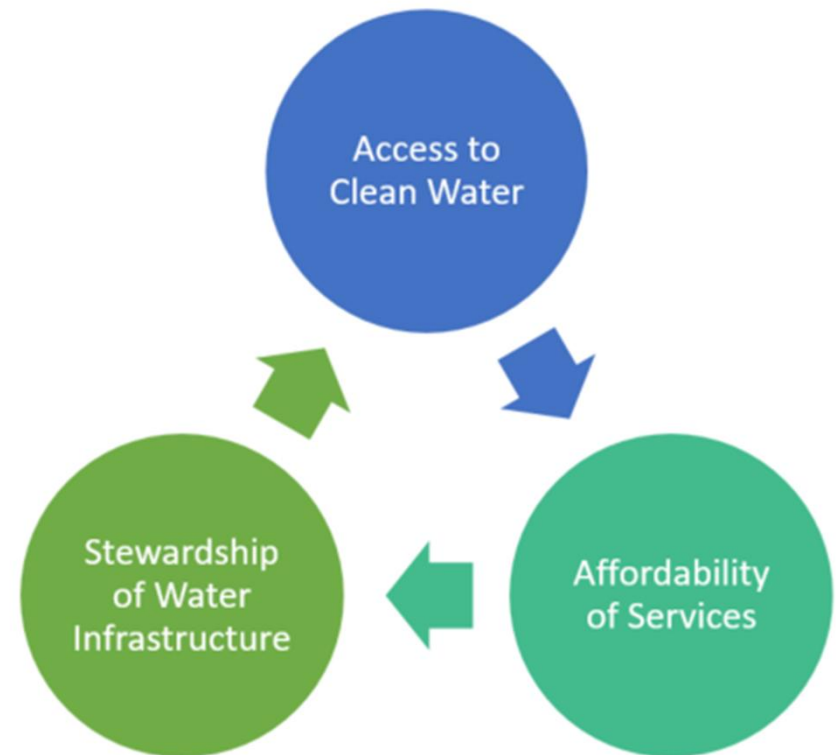 Access to
Clean Water
Affordability
of Services
Stewardship
of Water
Infrastructure